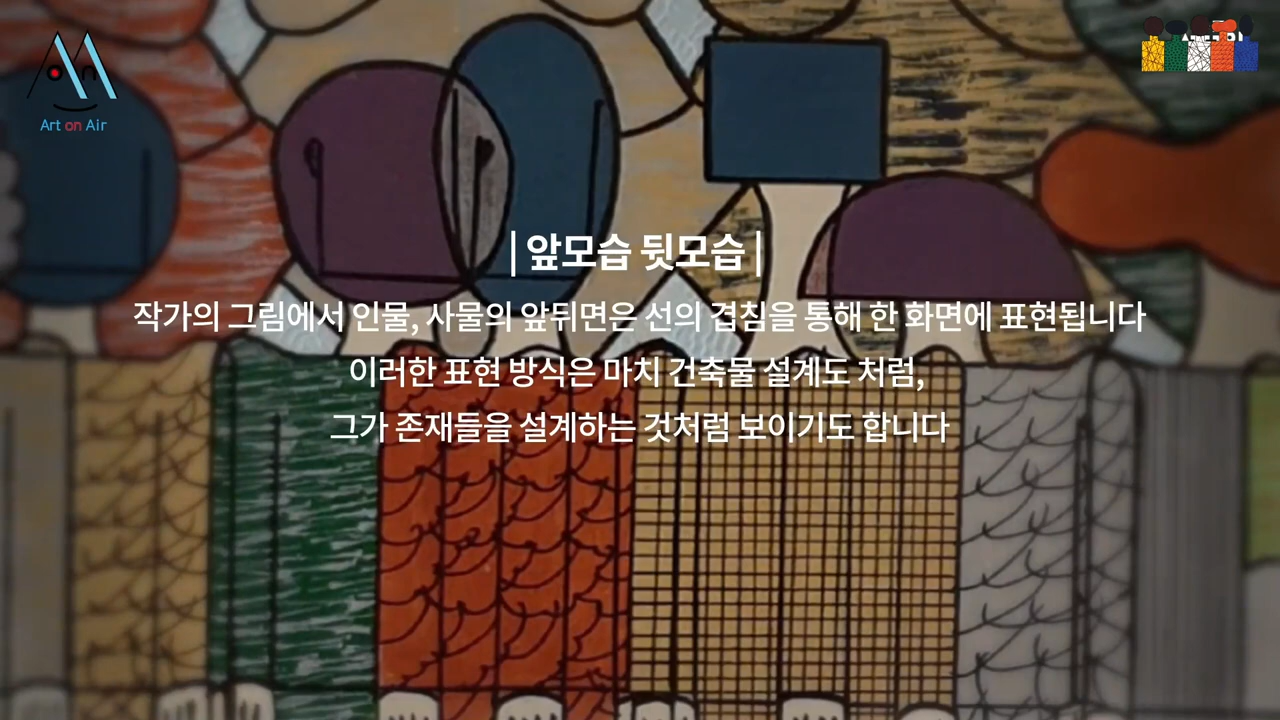 Art on Air
| 앞모습 뒷모습 |
작가의 그림에서 인물, 사물의 앞뒤면은 선의 겹침을 통해 한 화면에 표현됩니다
이러한 표현 방식은 마치 건축물 설계도 처럼,
그가 존재들을 설계하는 것처럼 보이기도 합니다